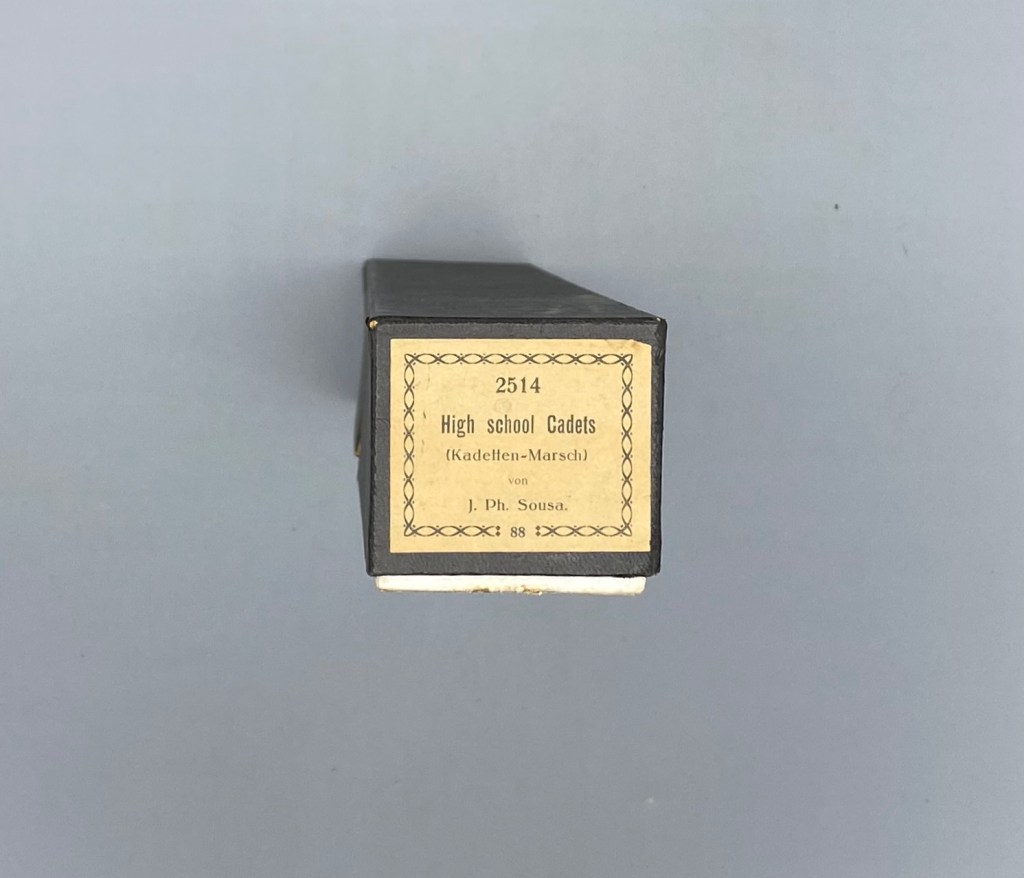 2514
High school Cadets
(Kadetten-Marsch)
von
J. Ph. Sousa.
88